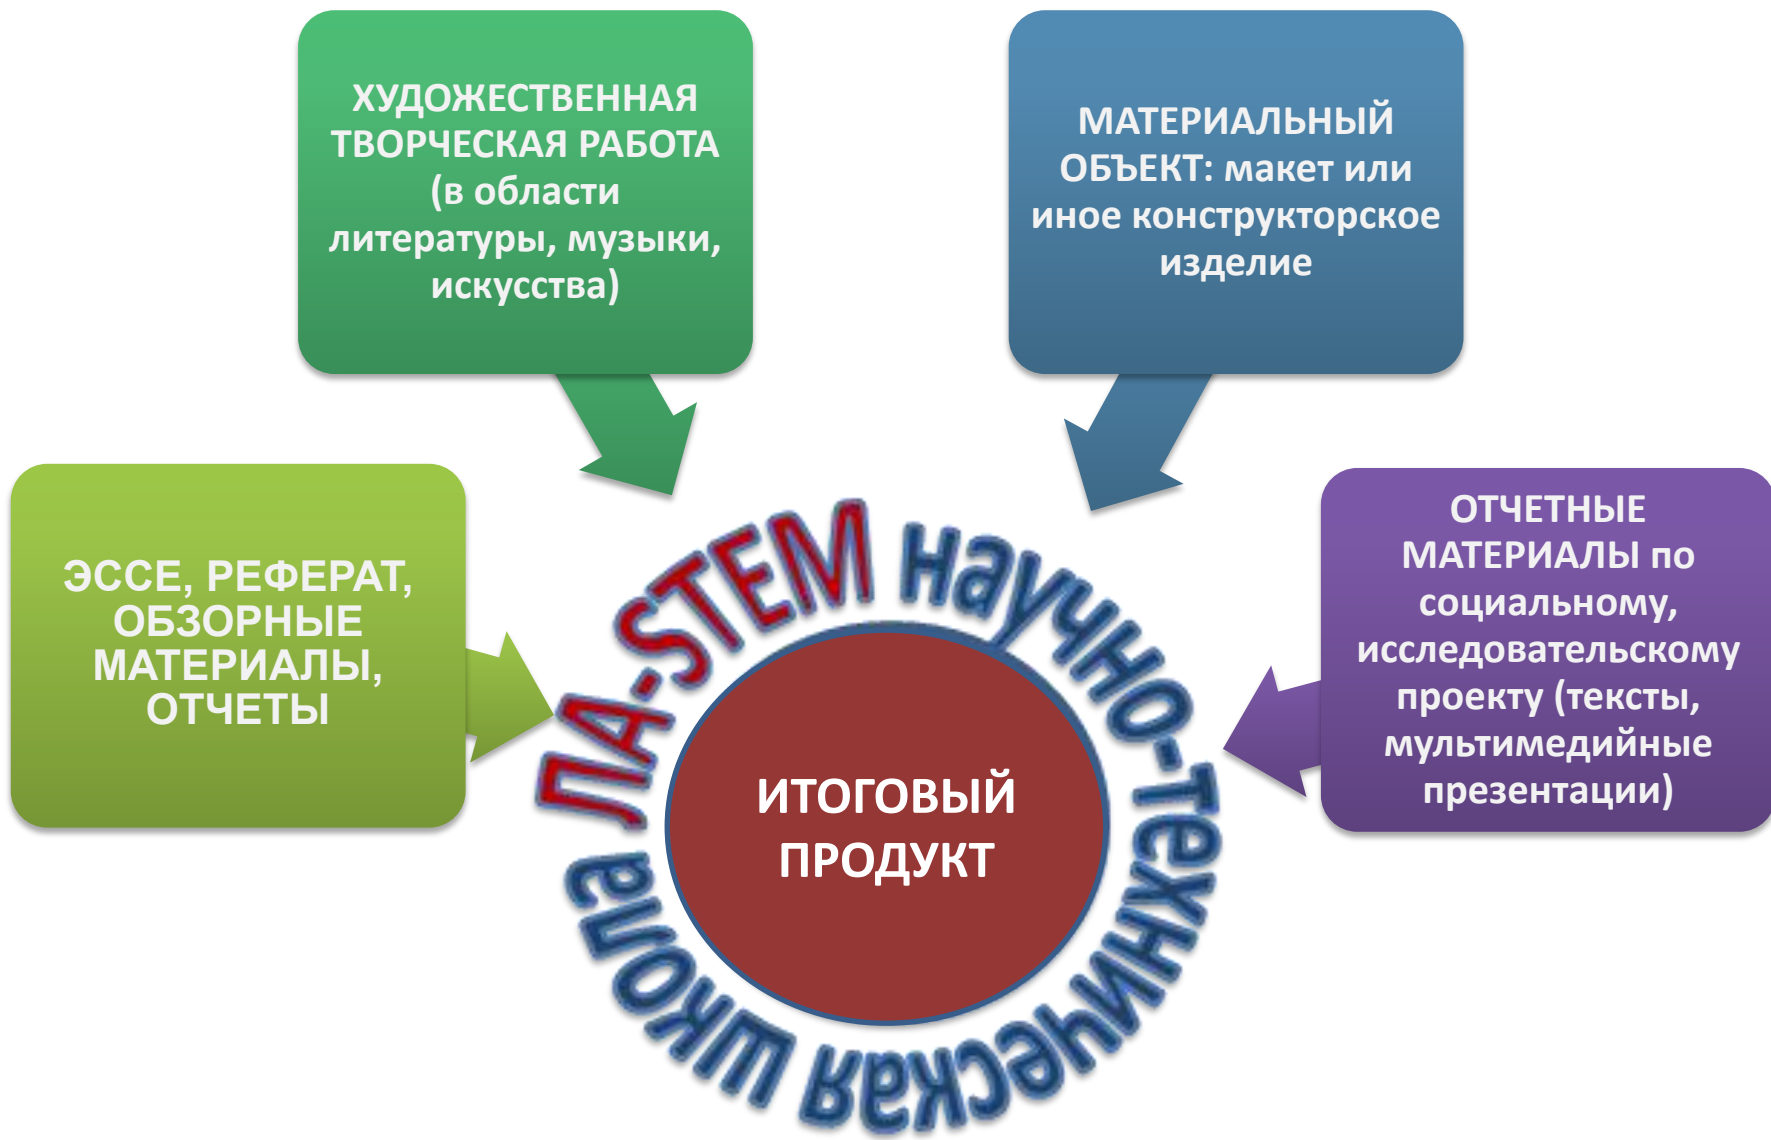 ХУДОЖЕСТВЕННАЯ
ТВОРЧЕСКАЯ РАБОТА
(в области
литературы, музыки,
искусства)
МАТЕРИАЛЬНЫЙ
ОБЪЕКТ: макет или
иное конструкторское
изделие
ЭССЕ, РЕФЕРАТ,
ОБЗОРНЫЕ
МАТЕРИАЛЫ,
ОТЧЕТЫ
ОТЧЕТНЫЕ
МАТЕРИАЛЫ по
социальному,
исследовательскому
проекту (тексты,
мультимедийные
презентации)
ЛА-STEM научно-техническая школа
ИТОГОВЫЙ
ПРОДУКТ